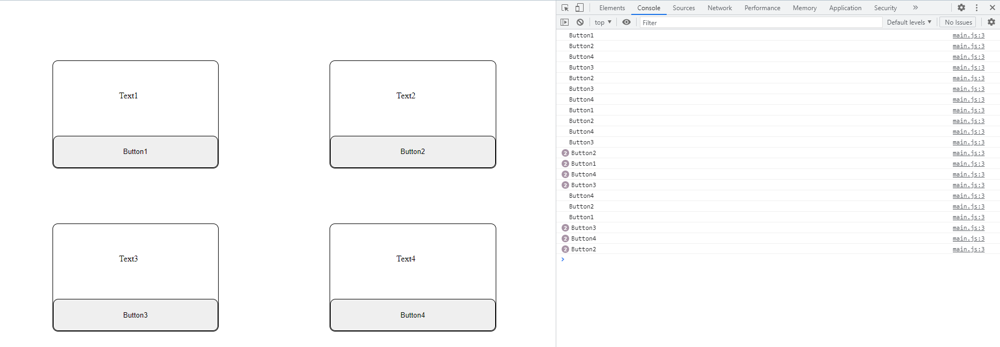 Text1
Text2
Button1
Button2
Text3
Text4
Button3
Button4
Elements Console Sources Network Performance Memory Application Security »
top ▼ Filter Default levels ▼ No Issues
Button1 main.js:3
Button2 main.js:3
Button4 main.js:3
Button3 main.js:3
Button2 main.js:3
Button3 main.js:3
Button4 main.js:3
Button1 main.js:3
Button2 main.js:3
Button4 main.js:3
Button3 main.js:3
2 Button2 main.js:3
2 Button1 main.js:3
2 Button4 main.js:3
2 Button3 main.js:3
Button4 main.js:3
Button2 main.js:3
Button1 main.js:3
2 Button3 main.js:3
2 Button4 main.js:3
2 Button2 main.js:3